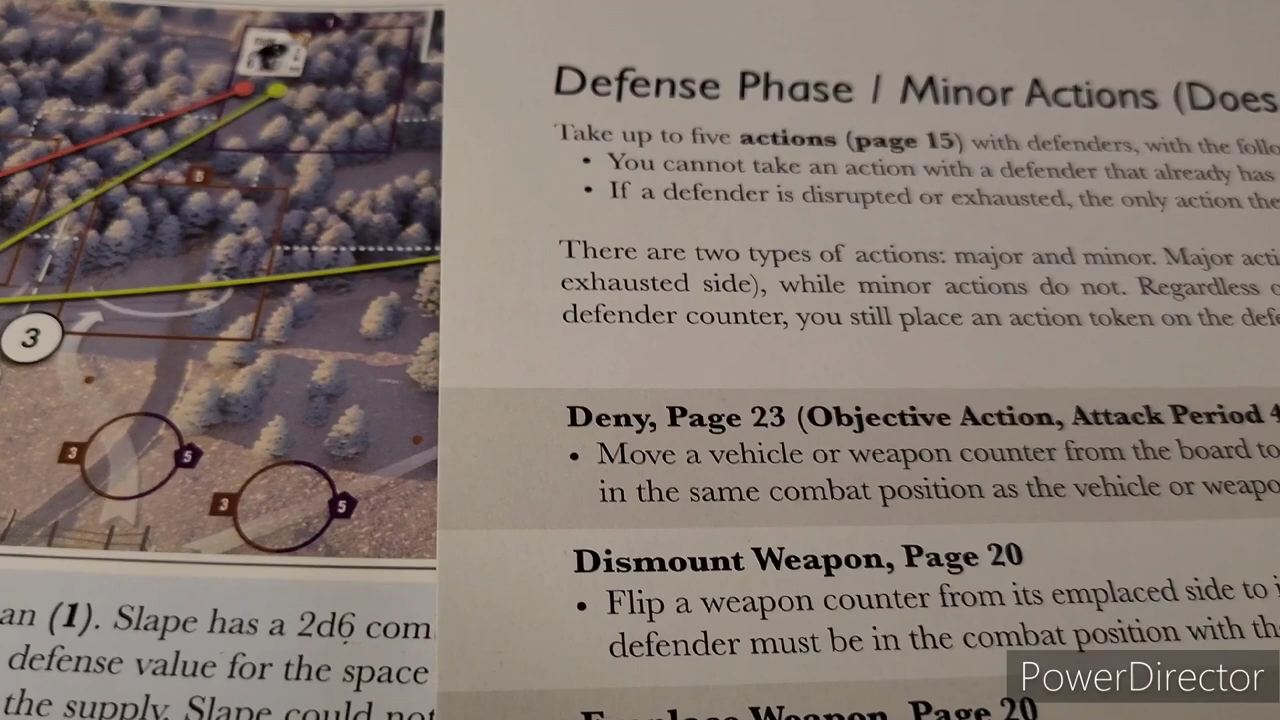 5
3
3
5
3
5
an (1). Slape has a 2d6 com
defense value for the space
the supply. Slape could not
Defense Phase / Minor Actions (Does
Take up to five actions (page 15) with defenders, with the follo
• You cannot take an action with a defender that already has
• If a defender is disrupted or exhausted, the only action the
There are two types of actions: major and minor. Major acti
exhausted side), while minor actions do not. Regardless
defender counter, you still place an action token on the defe
Deny, Page 23 (Objective Action, Attack Period 4
• Move a vehicle or weapon counter from the board to
in the same combat position as the vehicle or weapo
Dismount Weapon, Page 20
• Flip a weapon counter from its emplaced side to i
defender must be in the combat position with th
Emplace Weapon, Page 20
PowerDirector